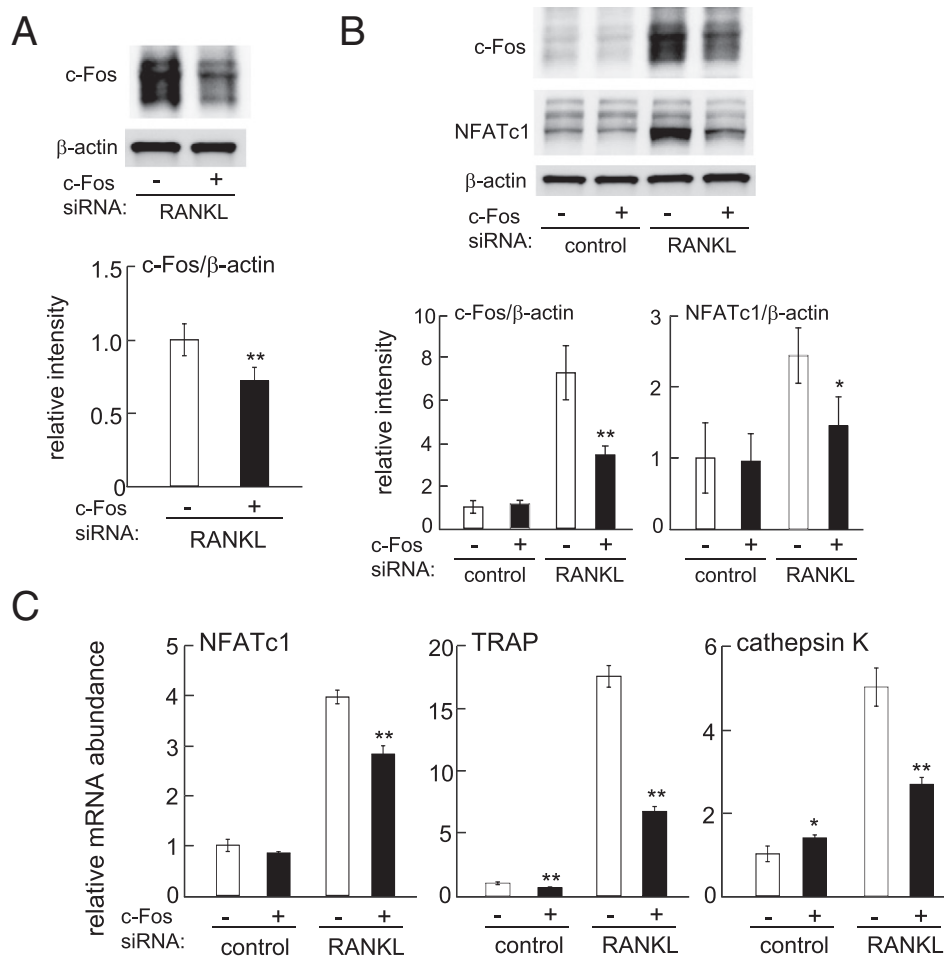 A
c-Fos
β-actin
c-Fos - +
siRNA: RANKL
c-Fos/β-actin
relative intensity
1.5
1.0
0.5
0
**
c-Fos - +
siRNA: RANKL
B
c-Fos
NFATc1
β-actin
c-Fos - + - +
siRNA: control RANKL
c-Fos/β-actin
relative intensity
10
8
6
4
2
0
**
c-Fos - + - +
siRNA: control RANKL
NFATc1/β-actin
3
2
1
0
*
- + - +
control RANKL
C
relative mRNA abundance
NFATc1
5
4
3
2
1
0
**
c-Fos - + - +
siRNA: control RANKL
TRAP
20
15
10
5
0
**
**
- + - +
control RANKL
cathepsin K
6
4
2
0
*
**
- + - +
control RANKL